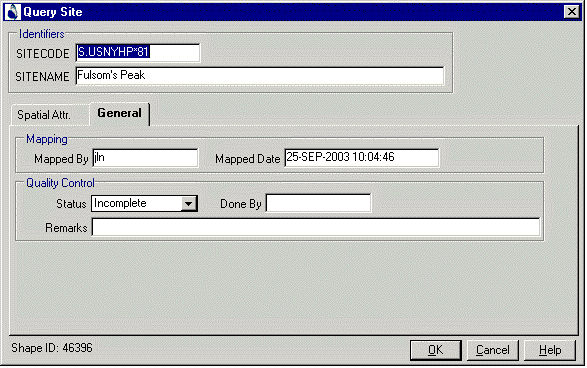 Query Site
Identifiers
SITECODE S.USNYHP*81
SITENAME Fulsom's Peak
Spatial Attr. General
Mapping
Mapped By jln Mapped Date 25-SEP-2003 10:04:46
Quality Control
Status Incomplete Done By
Remarks
Shape ID: 46396 OK Cancel Help